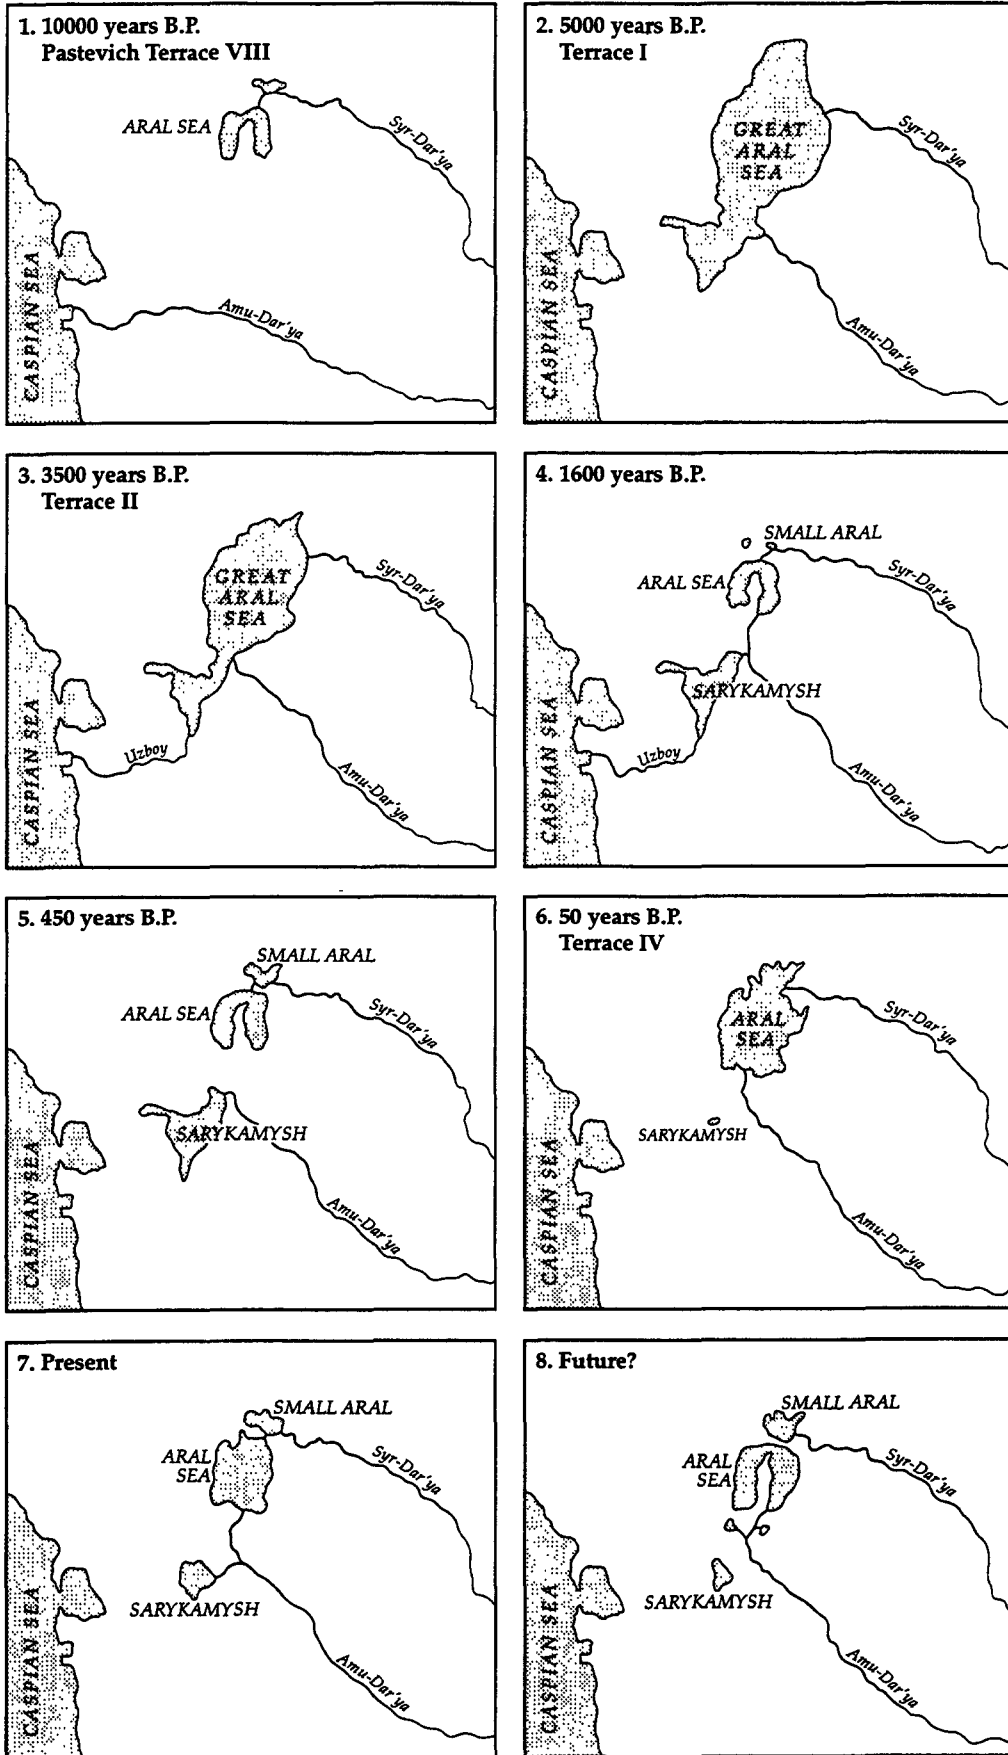 1. 10000 years B.P.
Pastevich Terrace VIII
ARAL SEA
Syr-Dar'ya
CASPIAN SEA
Amu-Dar'ya
2. 5000 years B.P.
Terrace I
GREAT
ARAL
SEA
Syr-Dar'ya
CASPIAN SEA
Amu-Dar'ya
3. 3500 years B.P.
Terrace II
GREAT
ARAL
SEA
Syr-Dar'ya
CASPIAN SEA
Uzboy
Amu-Dar'ya
4. 1600 years B.P.
SMALL ARAL
ARAL SEA
Syr-Dar'ya
SARYKAMYSH
CASPIAN SEA
Uzboy
Amu-Dar'ya
5. 450 years B.P.
SMALL ARAL
ARAL SEA
Syr-Dar'ya
SARYKAMYSH
CASPIAN SEA
Amu-Dar'ya
6. 50 years B.P.
Terrace IV
ARAL
SEA
Syr-Dar'ya
SARYKAMYSH
CASPIAN SEA
Amu-Dar'ya
7. Present
SMALL ARAL
ARAL
SEA
Syr-Dar'ya
SARYKAMYSH
CASPIAN SEA
Amu-Dar'ya
8. Future?
SMALL ARAL
ARAL
SEA
Syr-Dar'ya
SARYKAMYSH
CASPIAN SEA
Amu-Dar'ya